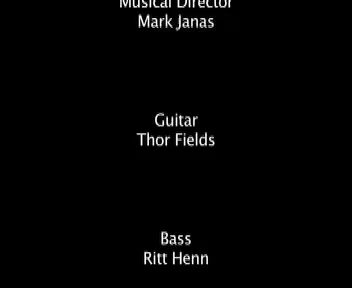 Musical Director
Mark Janas
Guitar
Thor Fields
Bass
Ritt Henn